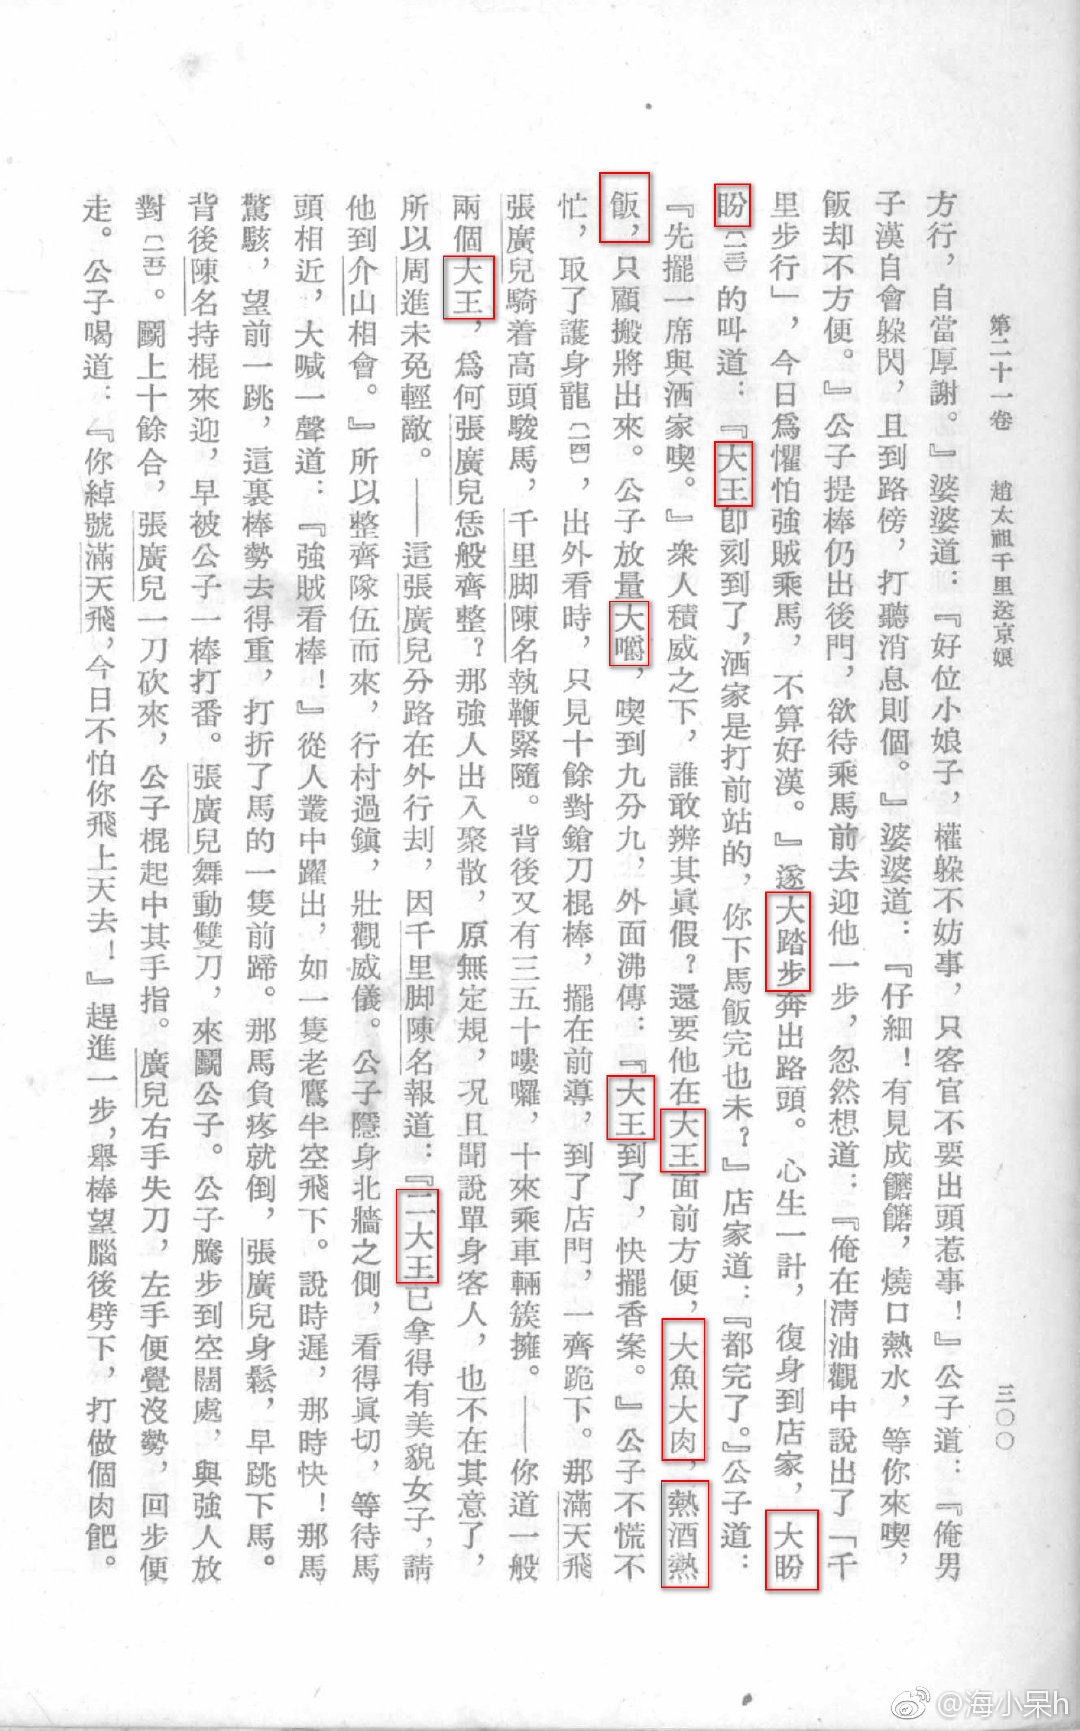 第二十一卷 趙太祖千里送京娘 三〇〇
方行，自當厚謝。』婆婆道：『好位小娘子，權躲不妨事，只客官不要出頭惹事！』公子道：『俺男
子漢自會躲閃，且到路傍，打聽消息則個。』婆婆道：『仔細！有見成饝饝，燒口熱水，等你來喫，
飯却不方便。』公子提棒仍出後門，欲待乘馬前去迎他一步，忽然想道：『俺在清油觀中說出了「千
里步行」，今日爲懼怕強賊乘馬，不算好漢。』遂大踏步奔出路頭。心生一計，復身到店家，大盼
盼〔一三〕的叫道：『大王卽刻到了，洒家是打前站的，你下馬飯完也未？』店家道：『都完了。』公子道：
『先擺一席與洒家喫。』衆人積威之下，誰敢辨其眞假？還要他在大王面前方便，大魚大肉，熱酒熱
飯，只顧搬將出來。公子放量大嚼，喫到九分九，外面沸傳：『大王到了，快擺香案。』公子不慌不
忙，取了護身龍〔一四〕，出外看時，只見十餘對鎗刀棍棒，擺在前導，到了店門，一齊跪下。那滿天飛
張廣兒騎着高頭駿馬，千里脚陳名執鞭緊隨。背後又有三五十嘍囉，十來乘車輛簇擁。——你道一般
兩個大王，爲何張廣兒恁般齊整？那強人出入聚散，原無定規，况且聞說單身客人，也不在其意了，
所以周進未免輕敵。——這張廣兒分路在外行刦，因千里脚陳名報道：『二大王已拿得有美貌女子，請
他到介山相會。』所以整齊隊伍而來，行村過鎮，壯觀威儀。公子隱身北牆之側，看得眞切，等待馬
頭相近，大喊一聲道：『強賊看棒！』從人叢中躍出，如一隻老鷹半空飛下。說時遲，那時快！那馬
驚駭，望前一跳，這裏棒勢去得重，打折了馬的一隻前蹄。那馬負疼就倒，張廣兒身鬆，早跳下馬。
背後陳名持棍來迎，早被公子一棒打番。張廣兒舞動雙刀，來鬭公子。公子騰步到空闊處，與強人放
對〔一五〕。鬭上十餘合，張廣兒一刀砍來，公子棍起中其手指。廣兒右手失刀，左手便覺沒勢，回步便
走。公子喝道：『你綽號滿天飛，今日不怕你飛上天去！』趕進一步，舉棒望腦後劈下，打做個肉䤖。
@海小呆h